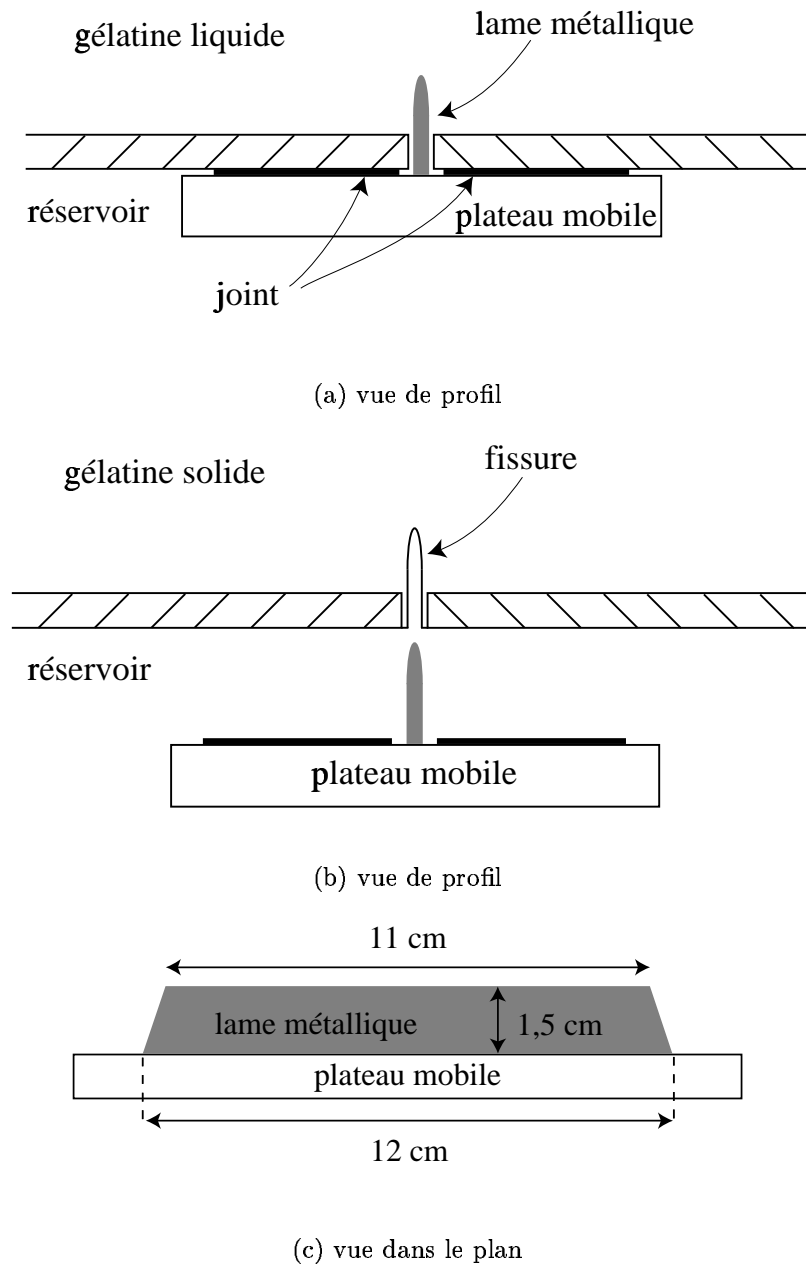 gélatine liquide
lame métallique
réservoir
plateau mobile
joint
(a) vue de profil
gélatine solide
fissure
réservoir
plateau mobile
(b) vue de profil
11 cm
lame métallique
1,5 cm
plateau mobile
12 cm
(c) vue dans le plan